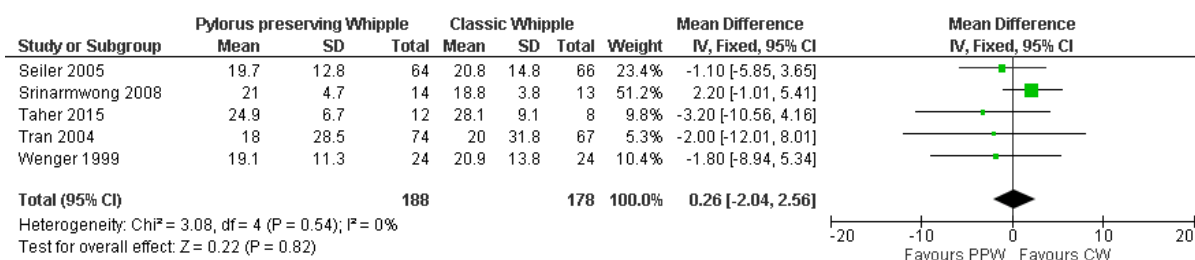 Pylorus preserving Whipple Classic Whipple Mean Difference Mean Difference
Study or Subgroup Mean SD Total Mean SD Total Weight IV, Fixed, 95% CI IV, Fixed, 95% CI
Seiler 2005 19.7 12.8 64 20.8 14.8 66 23.4% -1.10 [-5.85, 3.65]
Srinarmwong 2008 21 4.7 14 18.8 3.8 13 51.2% 2.20 [-1.01, 5.41]
Taher 2015 24.9 6.7 12 28.1 9.1 8 9.8% -3.20 [-10.56, 4.16]
Tran 2004 18 28.5 74 20 31.8 67 5.3% -2.00 [-12.01, 8.01]
Wenger 1999 19.1 11.3 24 20.9 13.8 24 10.4% -1.80 [-8.94, 5.34]
Total (95% CI) 188 178 100.0% 0.26 [-2.04, 2.56]
Heterogeneity: Chi² = 3.08, df = 4 (P = 0.54); I² = 0%
Test for overall effect: Z = 0.22 (P = 0.82)
-20 -10 0 10 20
Favours PPW Favours CW